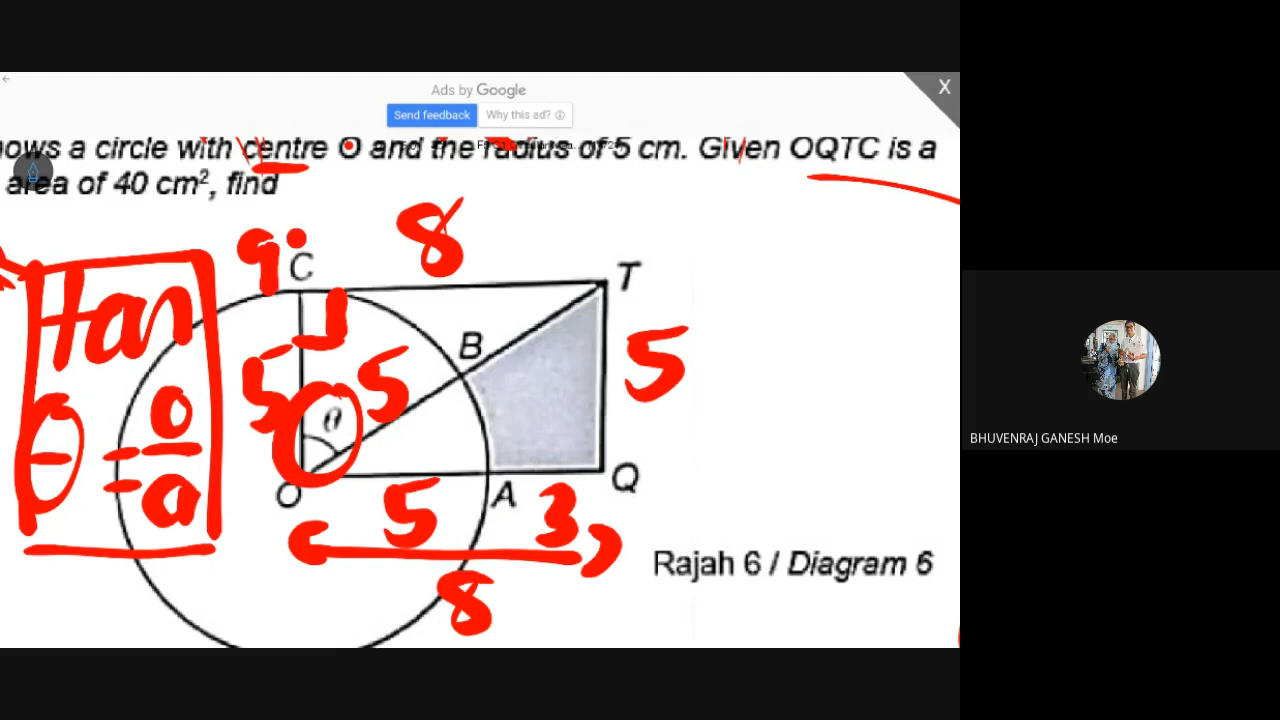 Ads by Google
X
Send feedback
Why this ad?
ows a circle with centre O and the radius of 5 cm. Given OQTC is a
area of 40 cm², find
8
C
T
Tan
θ = o/a
B
5
5
5
θ
O
5
A
3
Q
8
Rajah 6 / Diagram 6
BHUVENRAJ GANESH Moe